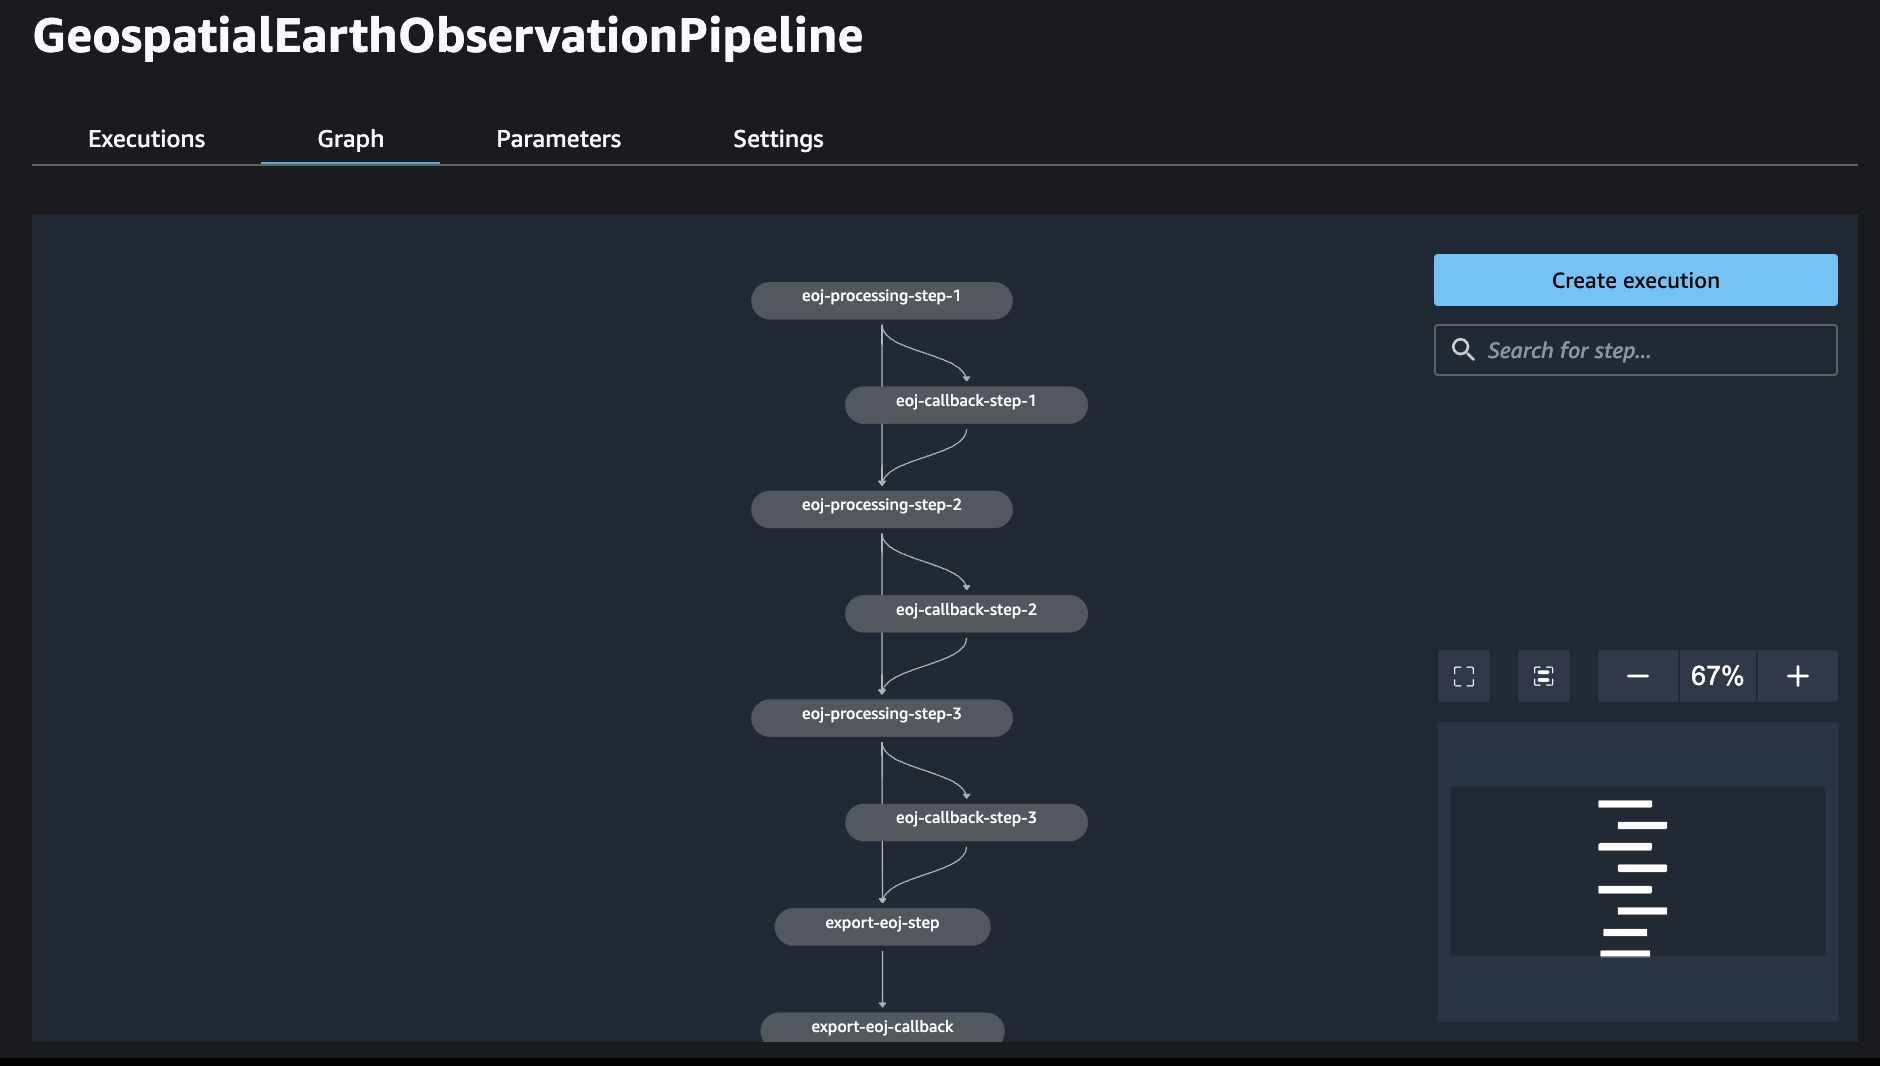 GeospatialEarthObservationPipeline
Executions
Graph
Parameters
Settings
Create execution
Search for step...
eoj-processing-step-1
eoj-callback-step-1
eoj-processing-step-2
eoj-callback-step-2
eoj-processing-step-3
eoj-callback-step-3
export-eoj-step
export-eoj-callback
67%